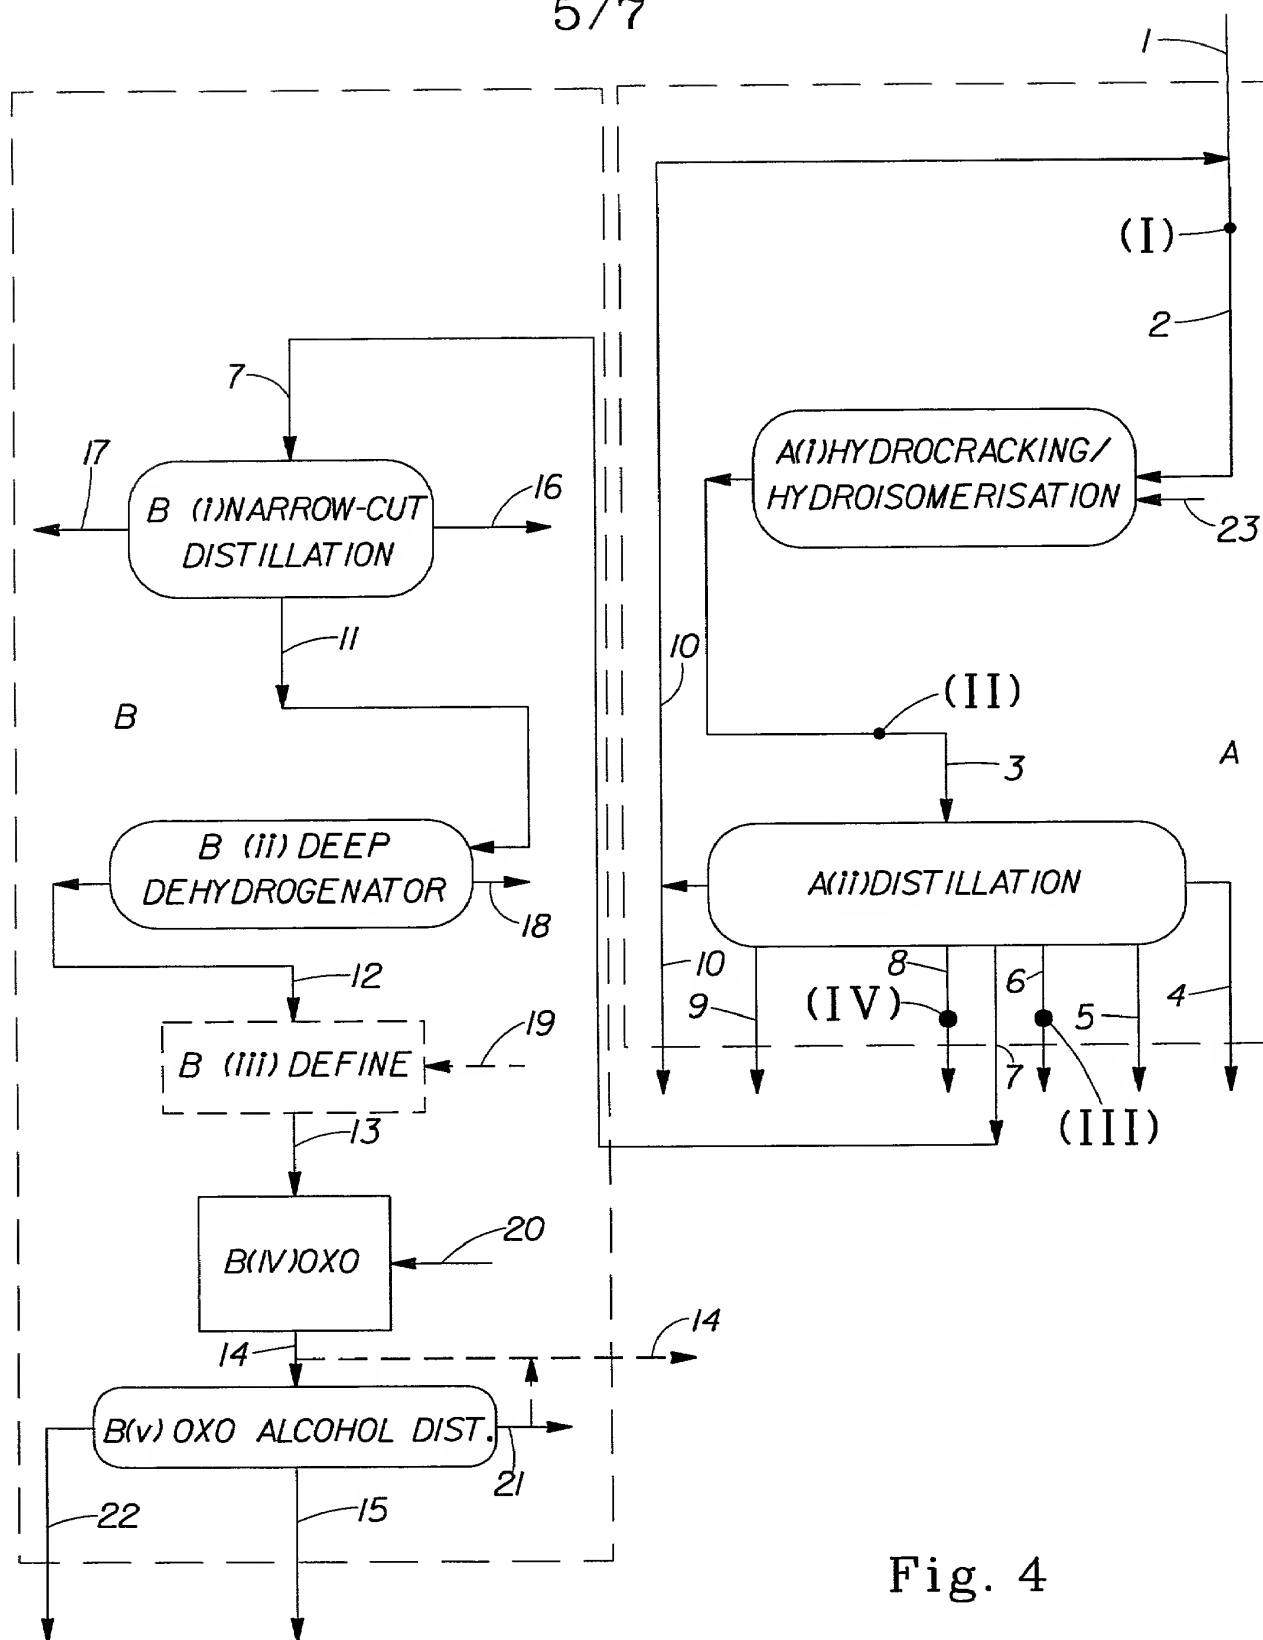 5/7
1
(I)
2
7
A(i)HYDROCRACKING/
HYDROISOMERISATION
17
16
B (i)NARROW-CUT
DISTILLATION
23
11
10
(II)
B
A
3
B (ii) DEEP
DEHYDROGENATOR
A(ii)DISTILLATION
18
12
10
9
8
(IV)
6
5
4
19
B (iii) DEFINE
7
13
(III)
20
B(IV)OXO
14
14
B(v) OXO ALCOHOL DIST.
21
22
15
Fig. 4